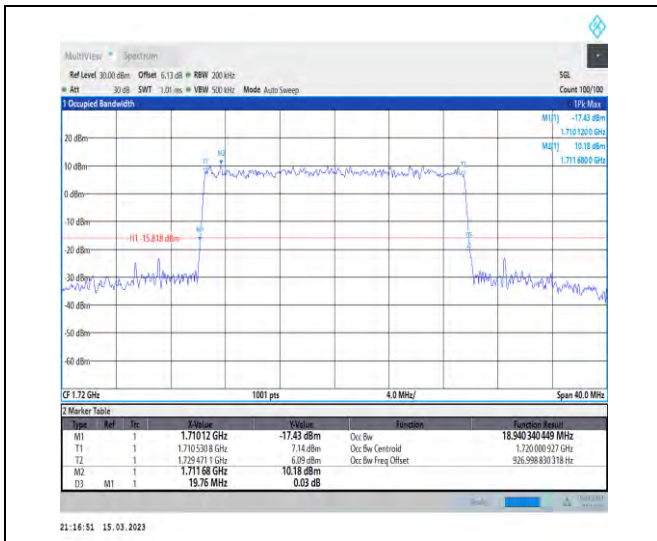 MultiView Spectrum
Ref Level 30.00 dBm Offset 6.13 dB RBW 200 kHz SGL
Att 30 dB SWT 1.01 ms VBW 500 kHz Mode Auto Sweep Count 100/100
1 Occupied Bandwidth 1Pk Max
M1[1] -17.43 dBm
1.710 120 0 GHz
M2[1] 10.18 dBm
1.711 680 0 GHz
20 dBm
10 dBm
0 dBm
-10 dBm
H1 -15.818 dBm
-20 dBm
-30 dBm
-40 dBm
-50 dBm
-60 dBm
CF 1.72 GHz 1001 pts 4.0 MHz/ Span 40.0 MHz
2 Marker Table
Type Ref Trc X-Value Y-Value Function Function Result
M1 1 1.71012 GHz -17.43 dBm Occ Bw 18.940 340 449 MHz
T1 1 1.710 530 8 GHz 7.14 dBm Occ Bw Centroid 1.720 000 927 GHz
T2 1 1.729 471 1 GHz 6.09 dBm Occ Bw Freq Offset 926.998 830 318 Hz
M2 1 1.711 68 GHz 10.18 dBm
D3 M1 1 19.76 MHz 0.03 dB
21:16:51 15.03.2023